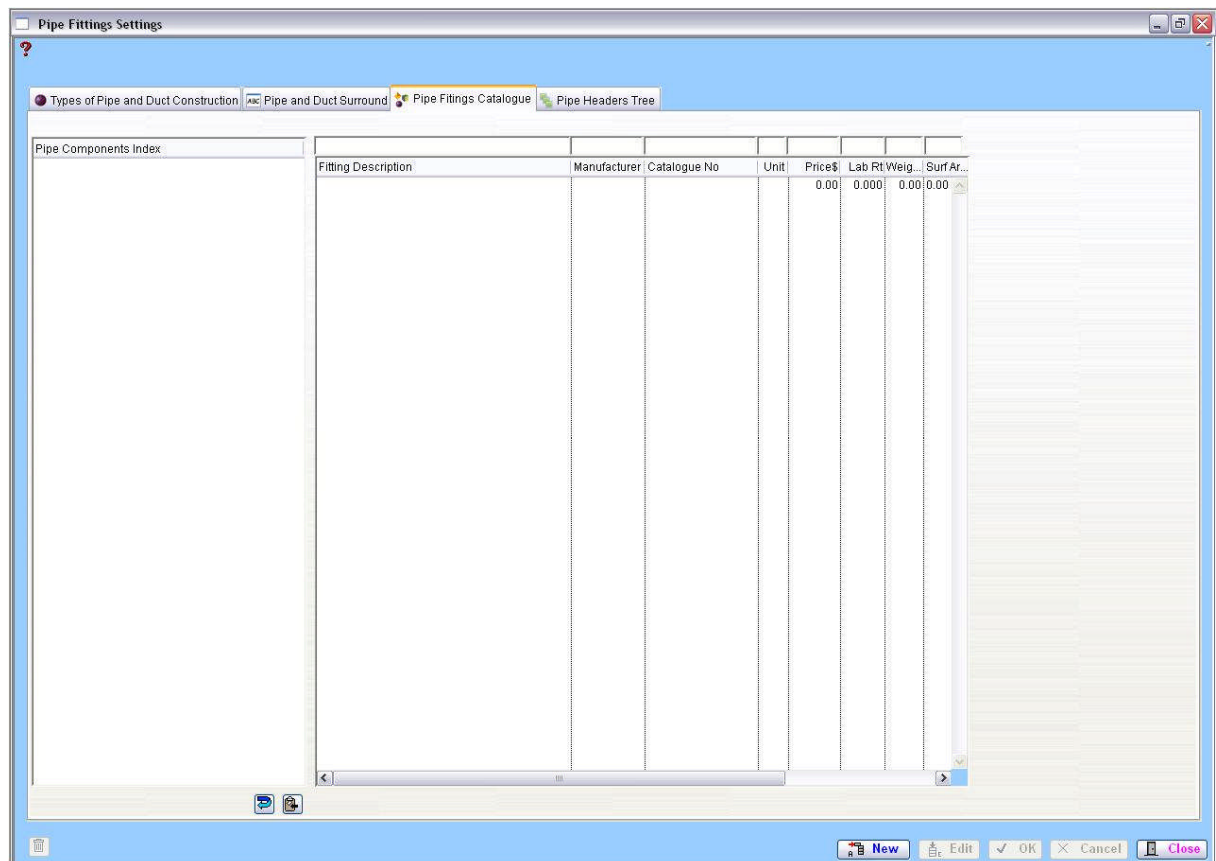 Pipe Fittings Settings
?
Types of Pipe and Duct Construction ABC Pipe and Duct Surround Pipe Fitings Catalogue Pipe Headers Tree
Pipe Components Index
Fitting Description Manufacturer Catalogue No Unit Price$ Lab Rt Weig... Surf Ar...
0.00 0.000 0.00 0.00
New Edit OK Cancel Close